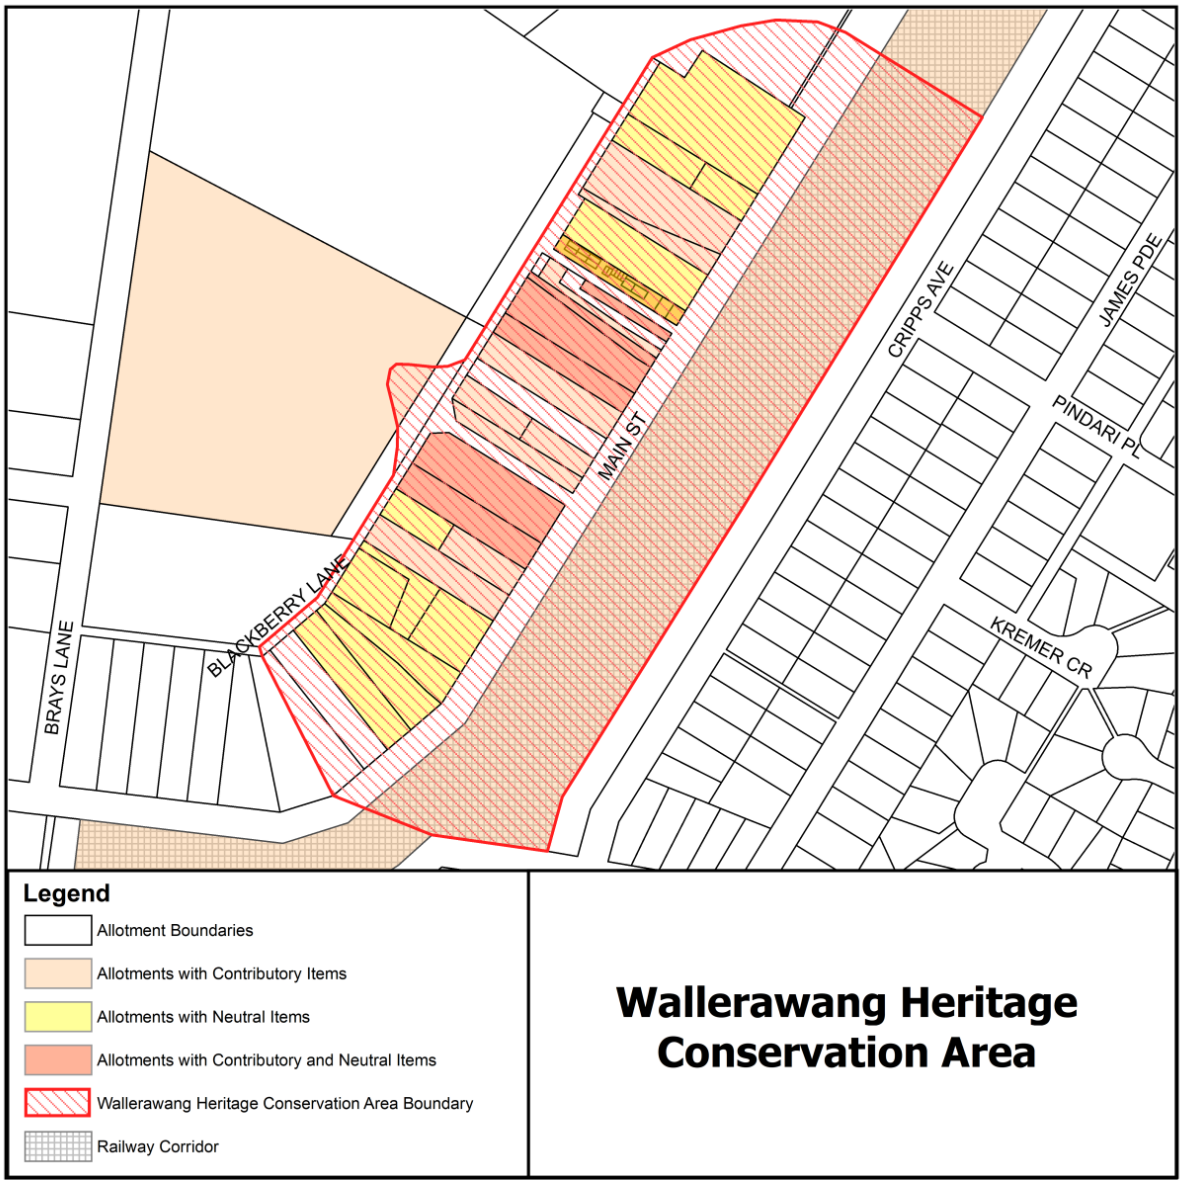 JAMES PDE
CRIPPS AVE
PINDARI PL
MAIN ST
BLACKBERRY LANE
KREMER CR
BRAYS LANE
Legend
Allotment Boundaries
Allotments with Contributory Items
Allotments with Neutral Items
Allotments with Contributory and Neutral Items
Wallerawang Heritage Conservation Area Boundary
Railway Corridor
Wallerawang Heritage
Conservation Area